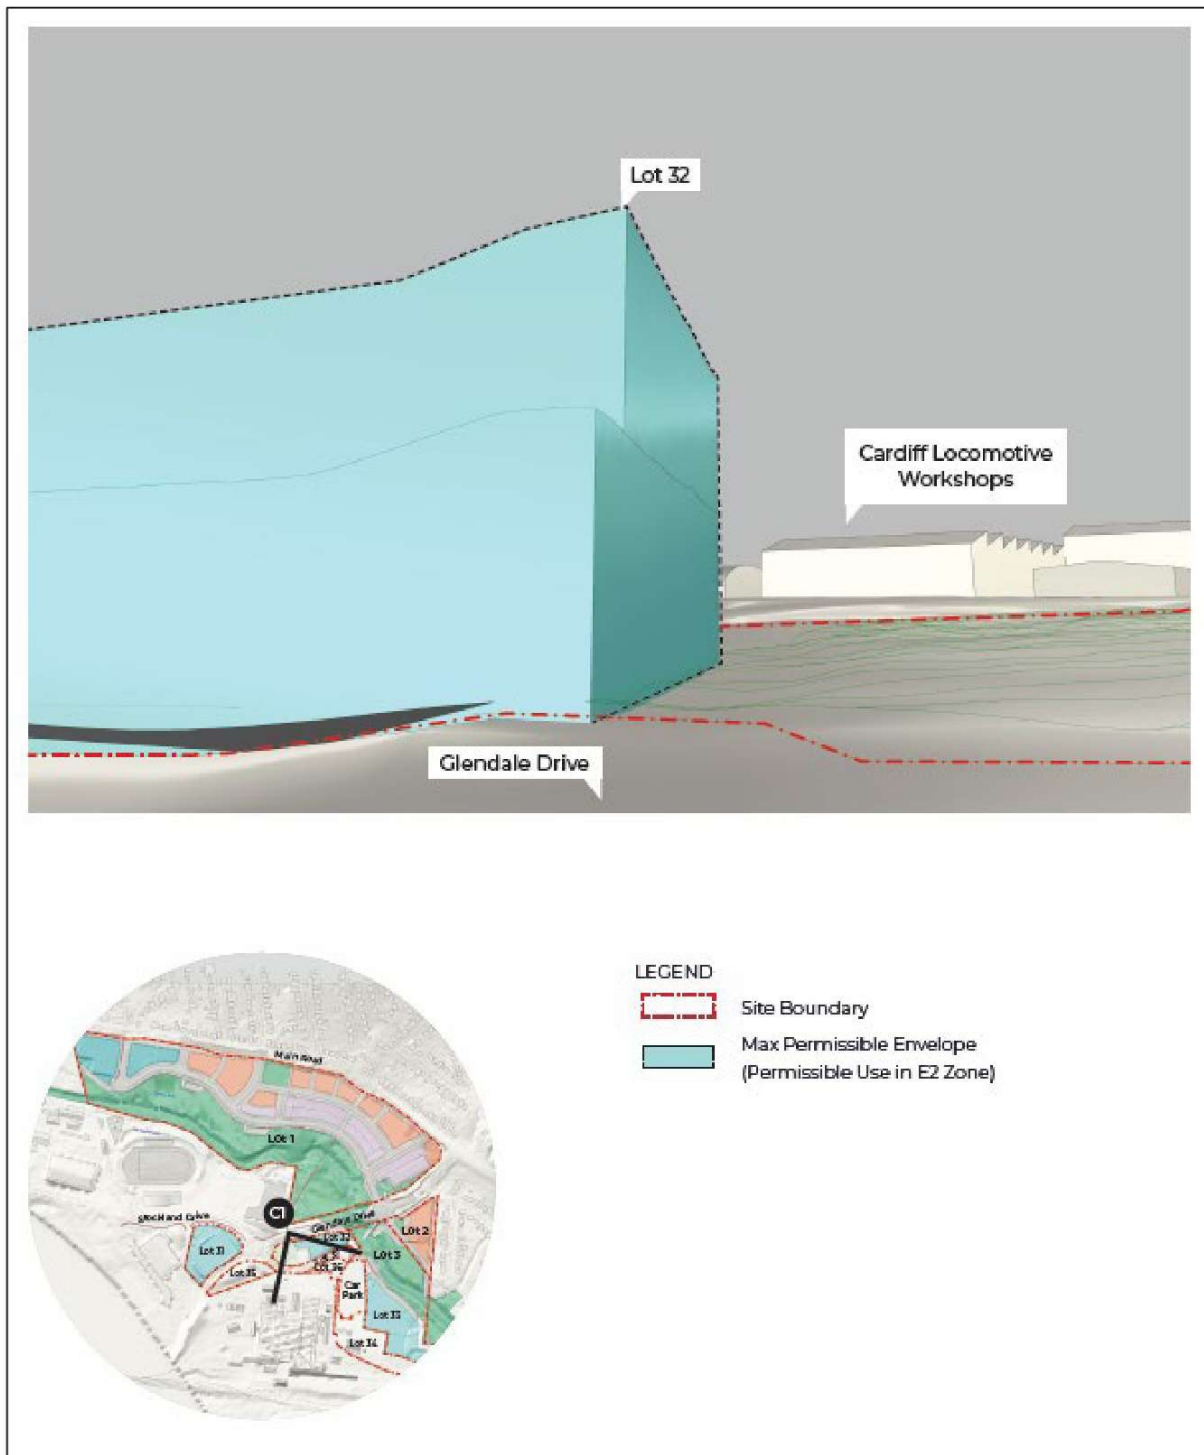 Lot 32
Cardiff Locomotive
Workshops
Glendale Drive
LEGEND
Site Boundary
Max Permissible Envelope
(Permissible Use in E2 Zone)
Main Road
Lot 1
C1
Glendale Drive
Lot 32
Lot 2
Lot 3
Lot 31
Lot 35
Lot 36
Car
Park
Lot 33
Lot 34